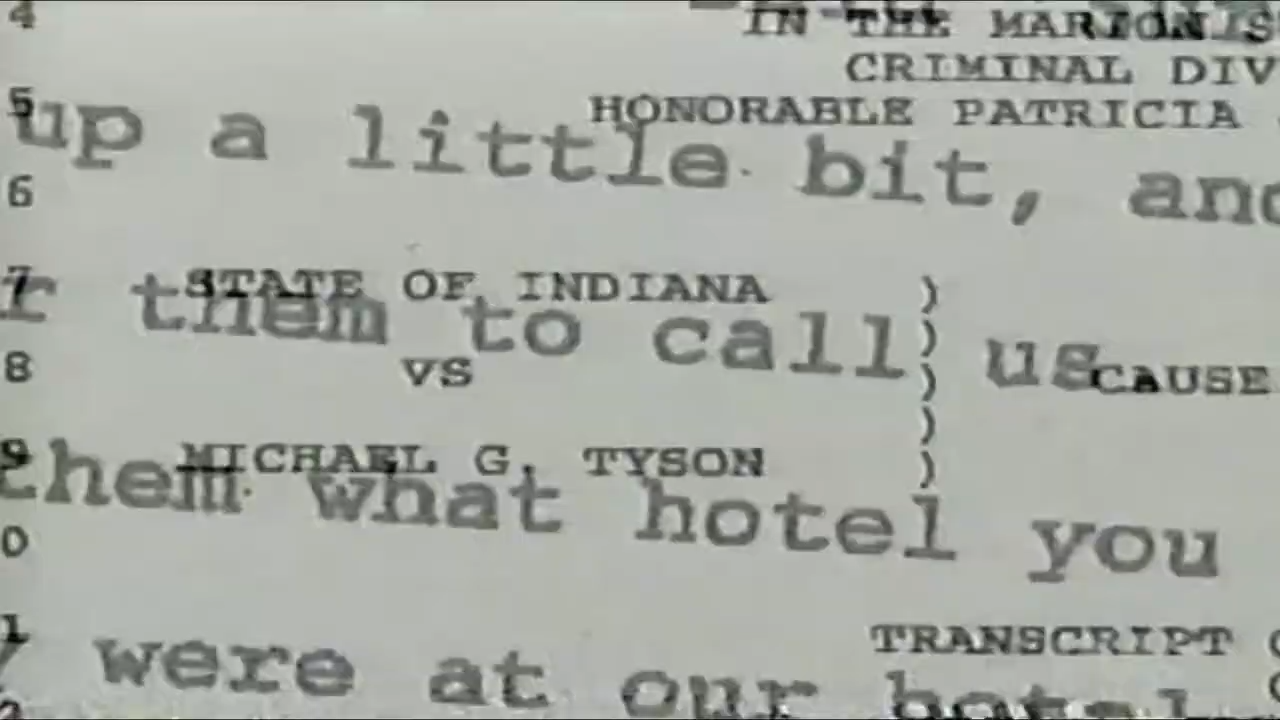 4
IN THE MARION S
CRIMINAL DIV
HONORABLE PATRICIA
5
up a little bit, and
6
7
STATE OF INDIANA )
them to call us
8
VS
CAUSE
9
MICHAEL G. TYSON )
them what hotel you
0
1
TRANSCRIPT
were at our hotel